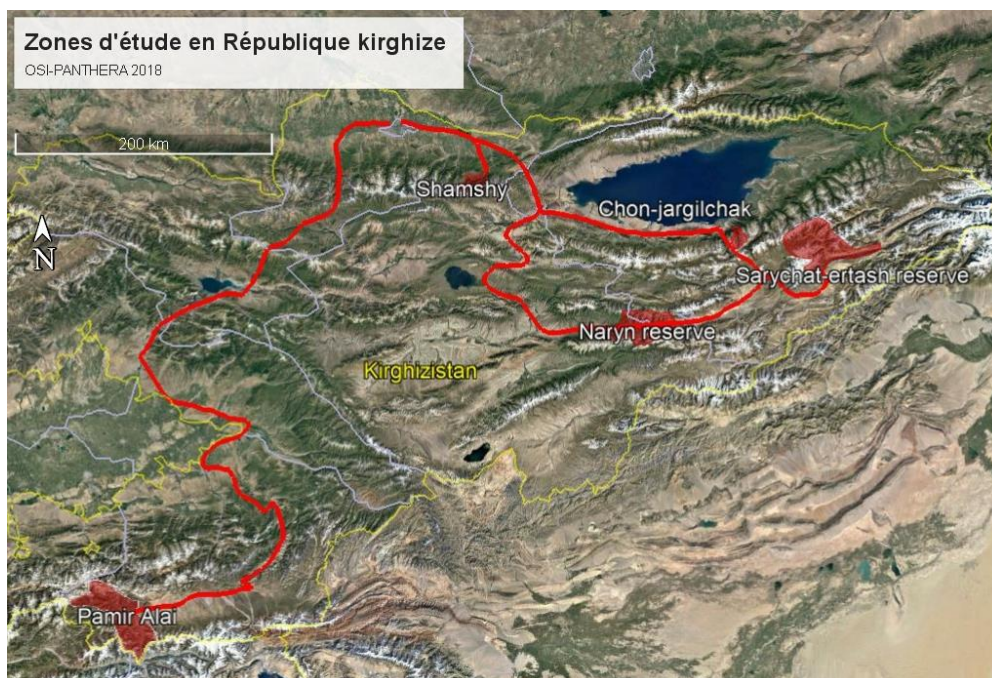 Zones d'étude en République kirghize
OSI-PANTHERA 2018
200 km
Shamshy
Chon-jargilchak
N
Sarychat-ertash reserve
Naryn reserve
Kirghizistan
Pamir Alai